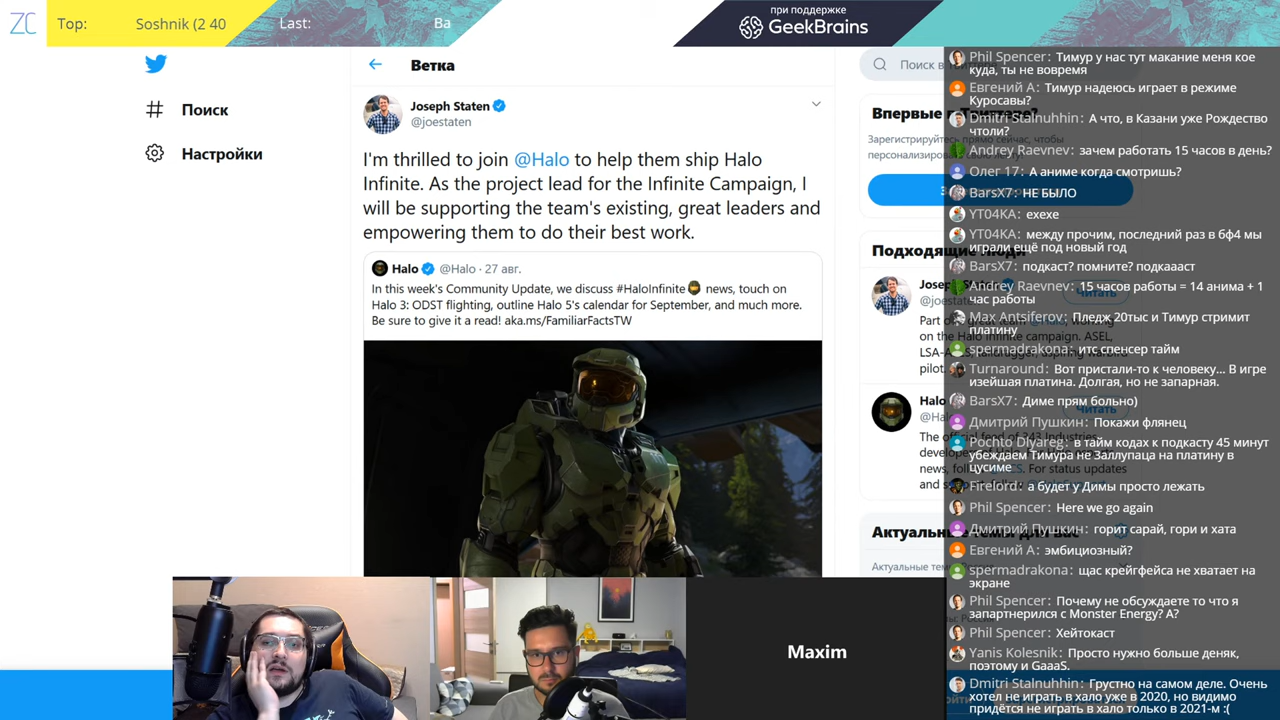 ZC
Top:
Soshnik (2 40
Last:
Ba
при поддержке
GeekBrains
Поиск
Настройки
Ветка
Joseph Staten
@joestaten
I'm thrilled to join @Halo to help them ship Halo
Infinite. As the project lead for the Infinite Campaign, I
will be supporting the team's existing, great leaders and
empowering them to do their best work.
Halo @Halo · 27 авг.
In this week's Community Update, we discuss #HaloInfinite news, touch on
Halo 3: ODST flighting, outline Halo 5's calendar for September, and much more.
Be sure to give it a read! aka.ms/FamiliarFactsTW
Maxim
Поиск в
Впервые в
Зарегистрируйтесь
персонализиро
Подходящие люди
Читать
Halo
Читать
Актуальные темы для вас
Phil Spencer: Тимур у нас тут макание меня кое
куда, ты не вовремя
Евгений А: Тимур надеюсь играет в режиме
Куросавы?
Dmitri Stalnuhhin: А что, в Казани уже Рождество
чтоли?
Andrey Raevnev: зачем работать 15 часов в день?
Олег 17: А аниме когда смотришь?
BarsX7: НЕ БЫЛО
YT04KA: ехехе
YT04KA: между прочим, последний раз в бф4 мы
играли ещё под новый год
BarsX7: подкаст? помните? подкаааст
Andrey Raevnev: 15 часов работы = 14 анима + 1
час работы
Max Antsiferov: Пледж 20тыс и Тимур стримит
платину
spermadrakona: итс спенсер тайм
Turnaround: Вот пристали-то к человеку... В игре
изейшая платина. Долгая, но не запарная.
BarsX7: Диме прям больно)
Дмитрий Пушкин: Покажи флянец
Pocho Dyareg: в тайм кодах к подкасту 45 минут
убеждаем Тимура не Заллупаца на платину в
цусиме
Firelord: а будет у Димы просто лежать
Phil Spencer: Here we go again
Дмитрий Пушкин: горит сарай, гори и хата
Евгений А: эмбициозный?
spermadrakona: щас крейгфейса не хватает на
экране
Phil Spencer: Почему не обсуждаете то что я
запартнерился с Monster Energy? А?
Phil Spencer: Хейтокаст
Yanis Kolesnik: Просто нужно больше деняк,
поэтому и GaaaS.
Dmitri Stalnuhhin: Грустно на самом деле. Очень
хотел не играть в хало уже в 2020, но видимо
придётся не играть в хало только в 2021-м :(